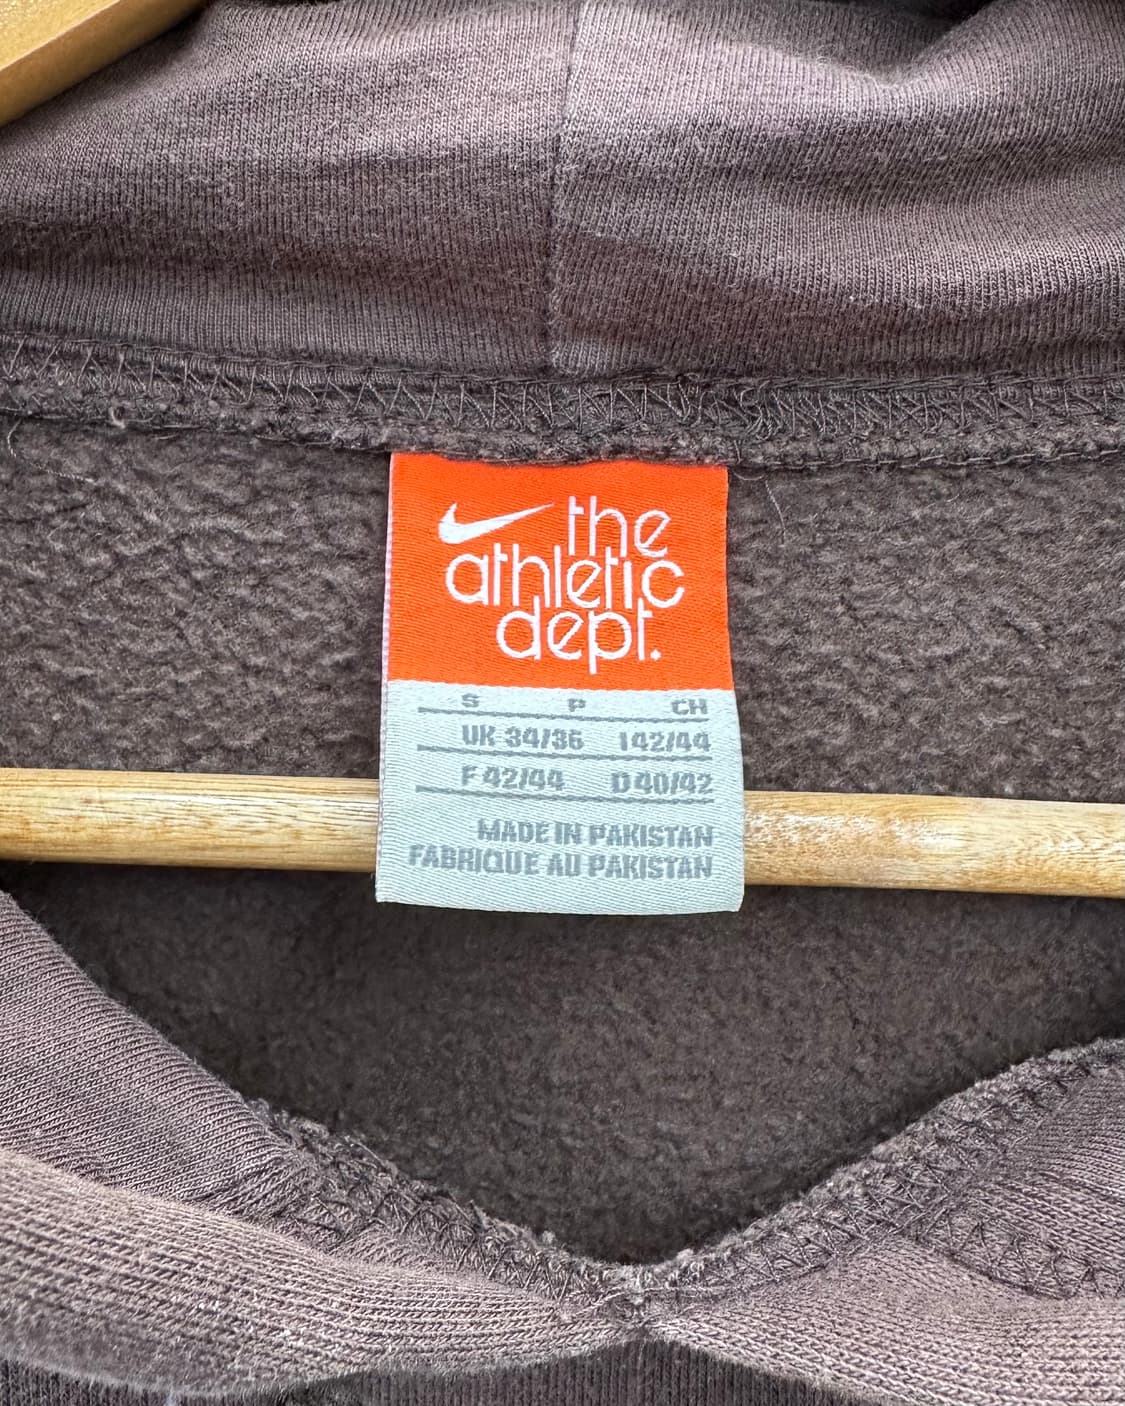 the
athletic
dept.
S P CH
UK 34/36 142/44
F 42/44 D 40/42
MADE IN PAKISTAN
FABRIQUE AU PAKISTAN